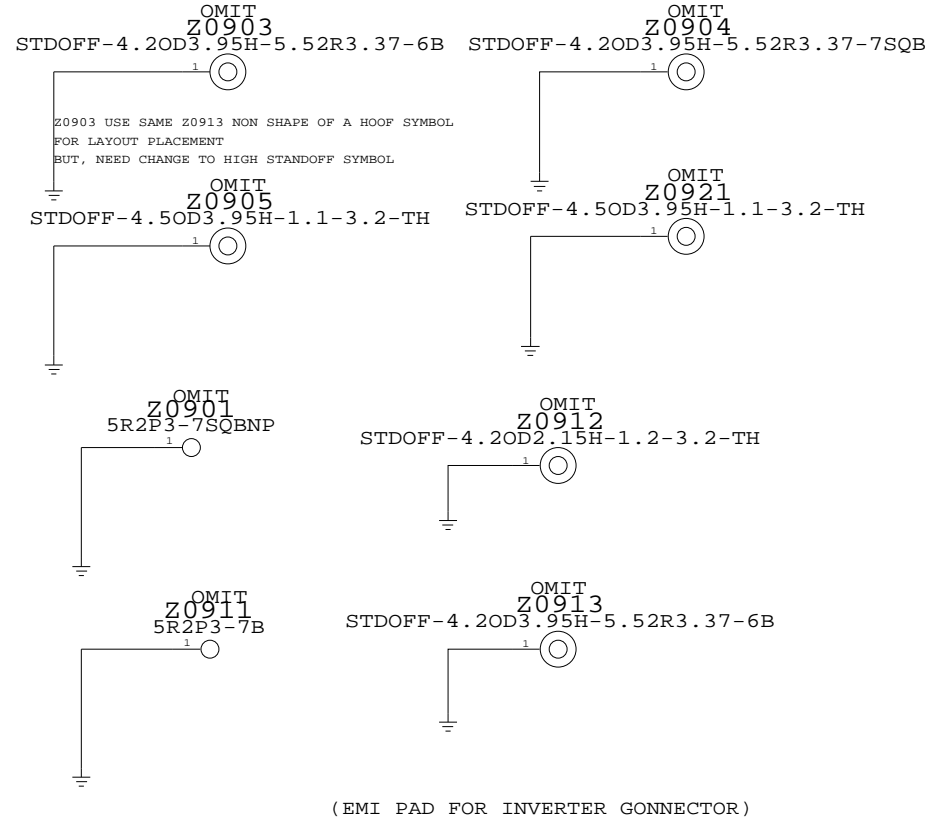 OMIT
Z0903
STDOFF-4.2OD3.95H-5.52R3.37-6B
1
Z0903 USE SAME Z0913 NON SHAPE OF A HOOF SYMBOL
FOR LAYOUT PLACEMENT
BUT, NEED CHANGE TO HIGH STANDOFF SYMBOL
OMIT
Z0904
STDOFF-4.2OD3.95H-5.52R3.37-7SQB
1
OMIT
Z0905
STDOFF-4.5OD3.95H-1.1-3.2-TH
1
OMIT
Z0921
STDOFF-4.5OD3.95H-1.1-3.2-TH
1
OMIT
Z0901
5R2P3-7SQBNP
1
OMIT
Z0912
STDOFF-4.2OD2.15H-1.2-3.2-TH
1
OMIT
Z0911
5R2P3-7B
1
OMIT
Z0913
STDOFF-4.2OD3.95H-5.52R3.37-6B
1
(EMI PAD FOR INVERTER GONNECTOR)